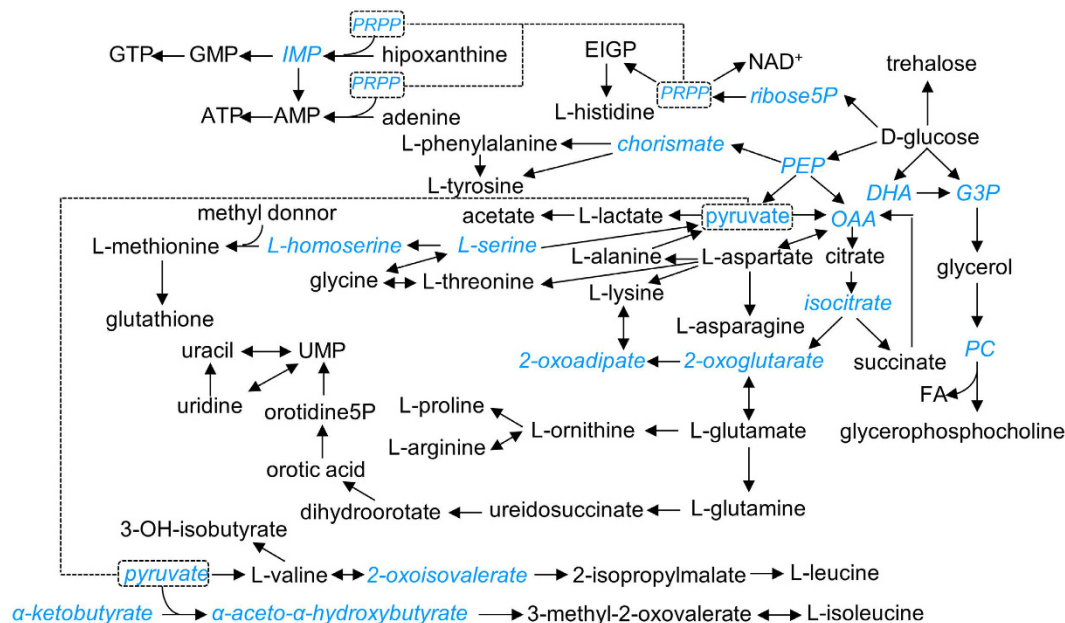 PRPP
GTP GMP IMP hipoxanthine EIGP NAD⁺ trehalose
PRPP PRPP ribose5P
ATP AMP adenine L-histidine D-glucose
L-phenylalanine chorismate PEP
L-tyrosine DHA G3P
methyl donnor acetate L-lactate pyruvate OAA
L-methionine L-homoserine L-serine L-alanine L-aspartate citrate
glycine L-threonine glycerol
L-lysine
glutathione L-asparagine isocitrate
uracil UMP 2-oxoadipate 2-oxoglutarate succinate PC
uridine orotidine5P L-proline FA
L-arginine L-ornithine L-glutamate glycerophosphocholine
orotic acid
dihydroorotate ureidosuccinate L-glutamine
3-OH-isobutyrate
pyruvate L-valine 2-oxoisovalerate 2-isopropylmalate L-leucine
α-ketobutyrate α-aceto-α-hydroxybutyrate 3-methyl-2-oxovalerate L-isoleucine